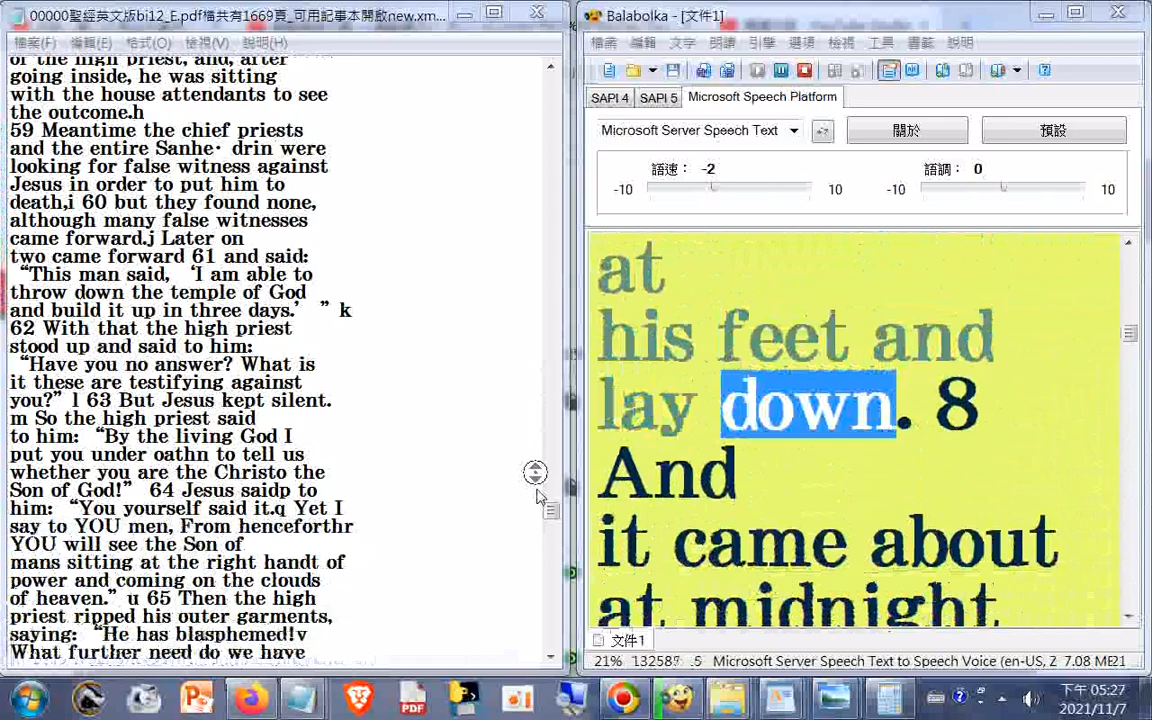 00000聖經英文版bi12_E.pdf檔共有1669頁_可用記事本開啟new.xm...
檔案(F) 編輯(E) 格式(O) 檢視(V) 說明(H)
of the high priest, and, after
going inside, he was sitting
with the house attendants to see
the outcome.h
59 Meantime the chief priests
and the entire Sanhe· drin were
looking for false witness against
Jesus in order to put him to
death,i 60 but they found none,
although many false witnesses
came forward.j Later on
two came forward 61 and said:
“This man said, ‘I am able to
throw down the temple of God
and build it up in three days.’ ” k
62 With that the high priest
stood up and said to him:
“Have you no answer? What is
it these are testifying against
you?” l 63 But Jesus kept silent.
m So the high priest said
to him: “By the living God I
put you under oathn to tell us
whether you are the Christo the
Son of God!” 64 Jesus saidp to
him: “You yourself said it.q Yet I
say to YOU men, From henceforthr
YOU will see the Son of
mans sitting at the right handt of
power and coming on the clouds
of heaven.” u 65 Then the high
priest ripped his outer garments,
saying: “He has blasphemed!v
What further need do we have
Balabolka - [文件1]
檔案 編輯 文字 朗讀 引擎 選項 檢視 工具 書籤 說明
SAPI 4 SAPI 5 Microsoft Speech Platform
Microsoft Server Speech Text 關於 預設
語速： -2 語調： 0
-10 10 -10 10
at
his feet and
lay down. 8
And
it came about
at midnight
文件1
21% Microsoft Server Speech Text to Speech Voice (en-US, Z 7.08 ME21
PDF
下午 05:27
2021/11/7